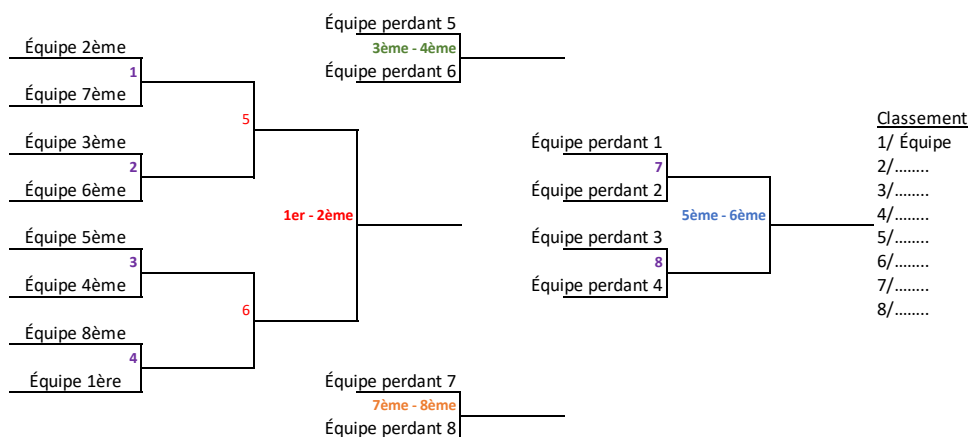 Équipe 2ème
1
Équipe 7ème
5
Équipe 3ème
2
Équipe 6ème
1er - 2ème
Équipe 5ème
3
Équipe 4ème
6
Équipe 8ème
4
Équipe 1ère
Équipe perdant 5
3ème - 4ème
Équipe perdant 6
Équipe perdant 7
7ème - 8ème
Équipe perdant 8
Équipe perdant 1
7
Équipe perdant 2
5ème - 6ème
Équipe perdant 3
8
Équipe perdant 4
Classement
1/ Équipe
2/........
3/........
4/........
5/........
6/........
7/........
8/........